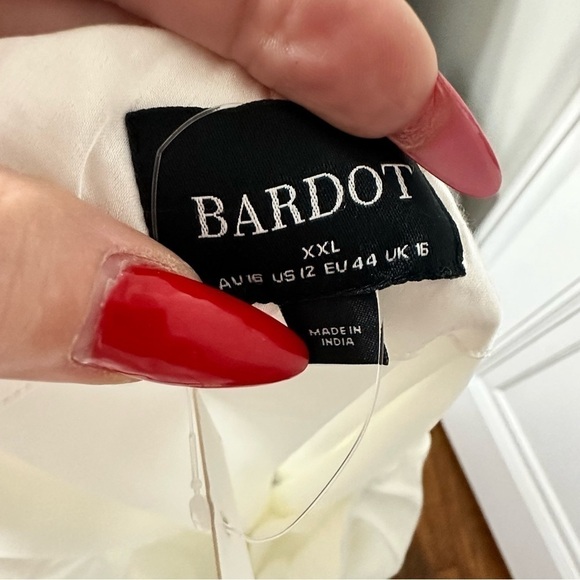 BARDOT
XXL
AU 16 US 12 EU 44 UK 16
MADE IN
INDIA